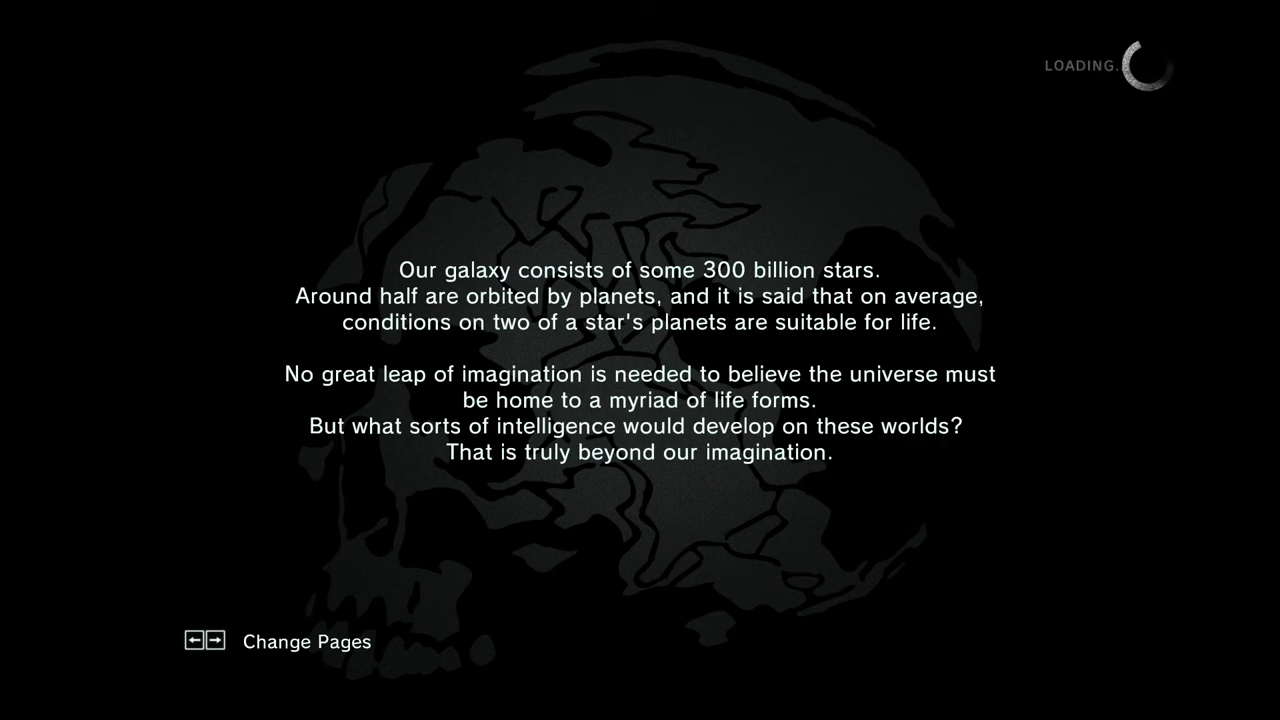 LOADING.
Our galaxy consists of some 300 billion stars.
Around half are orbited by planets, and it is said that on average,
conditions on two of a star's planets are suitable for life.
No great leap of imagination is needed to believe the universe must
be home to a myriad of life forms.
But what sorts of intelligence would develop on these worlds?
That is truly beyond our imagination.
Change Pages